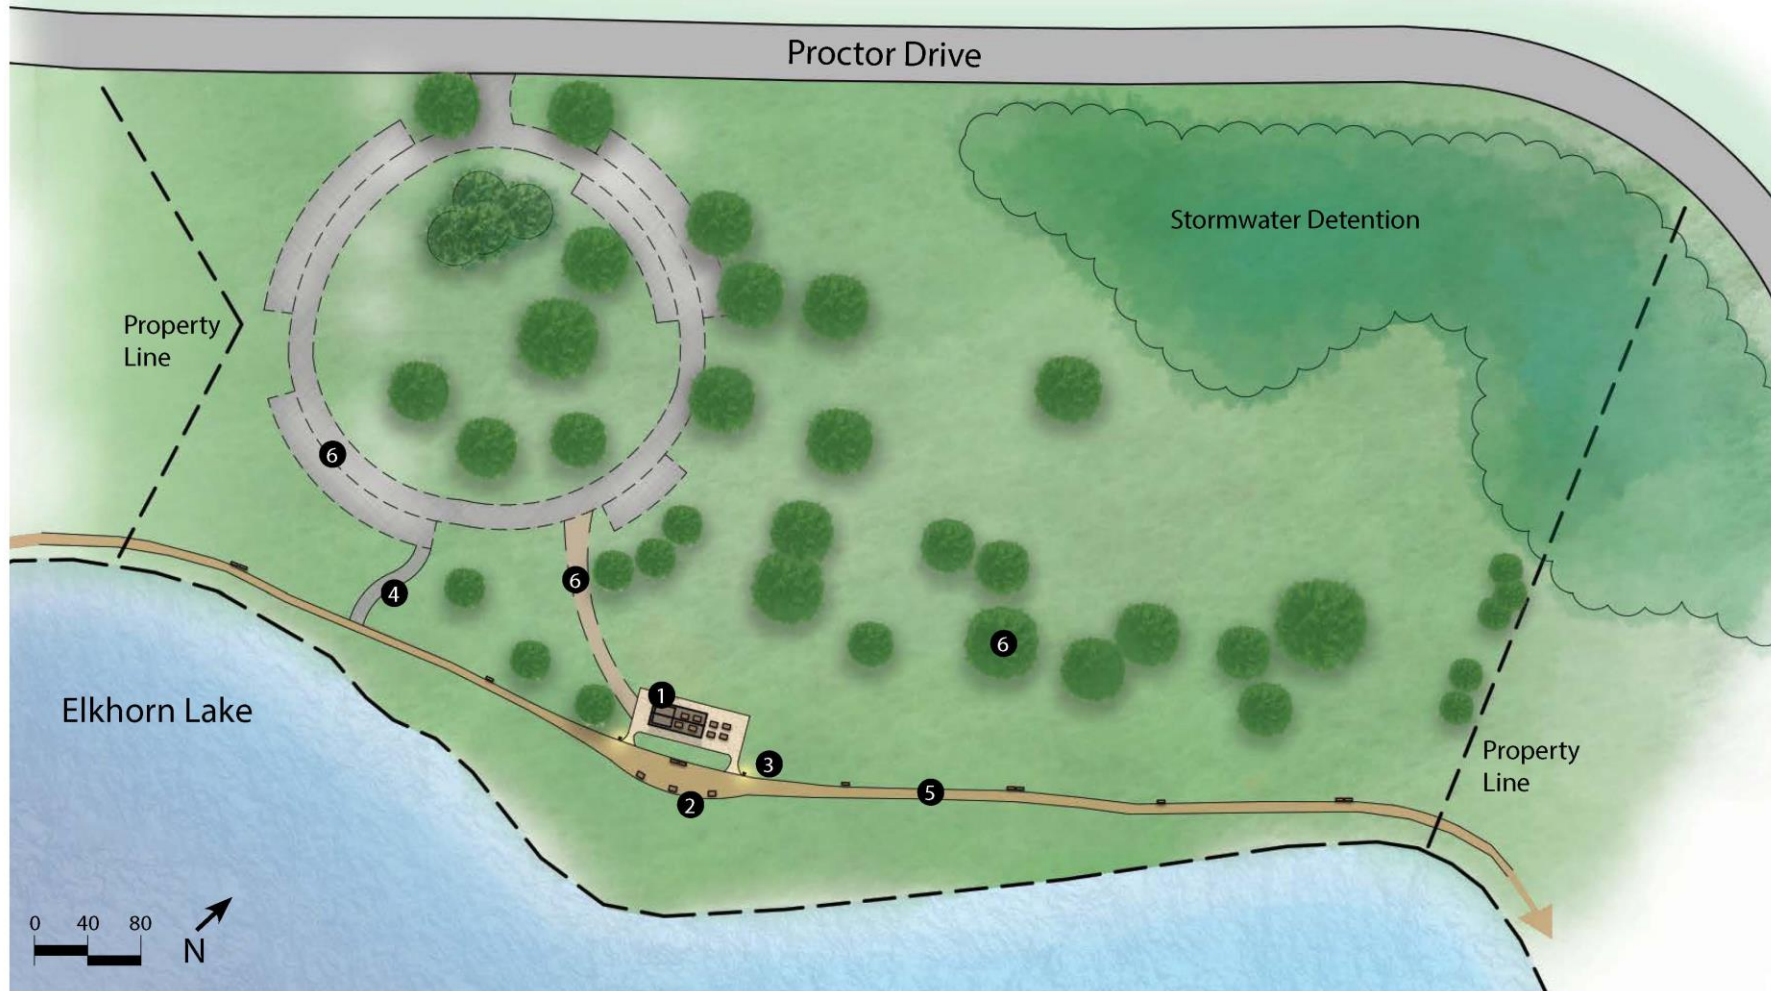 Proctor Drive
Stormwater Detention
Property
Line
6
4
6
6
Elkhorn Lake
1
3
2
5
Property
Line
0 40 80
N